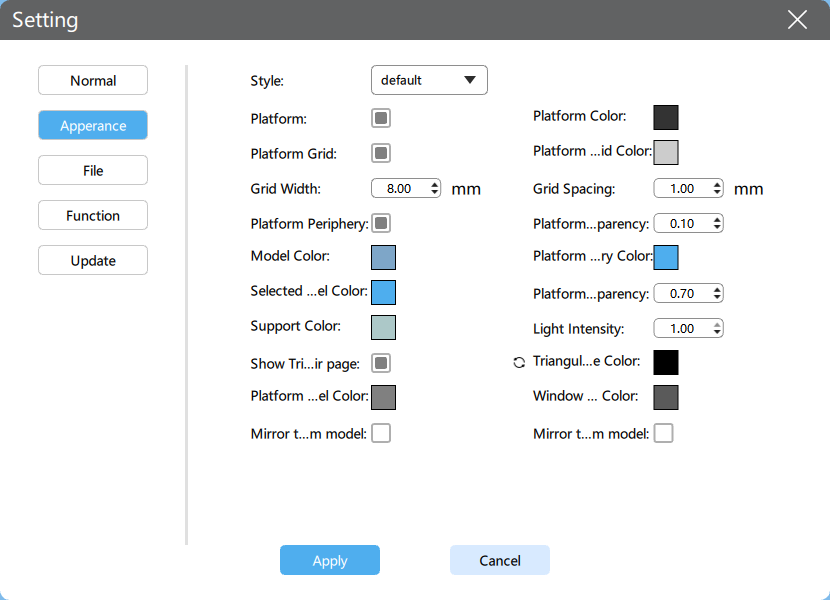 Setting
Normal
Apperance
File
Function
Update
Style: default
Platform: Platform Color:
Platform Grid: Platform ...id Color:
Grid Width: 8.00 mm Grid Spacing: 1.00 mm
Platform Periphery: Platform...parency: 0.10
Model Color: Platform ...ry Color:
Selected ...el Color: Platform...parency: 0.70
Support Color: Light Intensity: 1.00
Show Tri...ir page: Triangul...e Color:
Platform ...el Color: Window ... Color:
Mirror t...m model: Mirror t...m model:
Apply Cancel